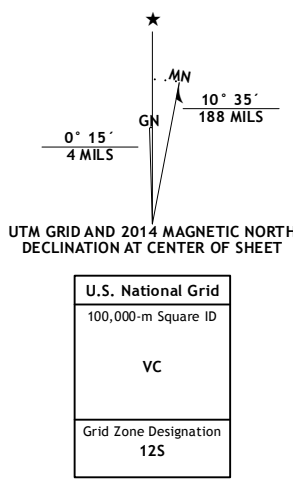 MN
GN
10° 35´
188 MILS
0° 15´
4 MILS
UTM GRID AND 2014 MAGNETIC NORTH
DECLINATION AT CENTER OF SHEET
U.S. National Grid
100,000-m Square ID
VC
Grid Zone Designation
12S